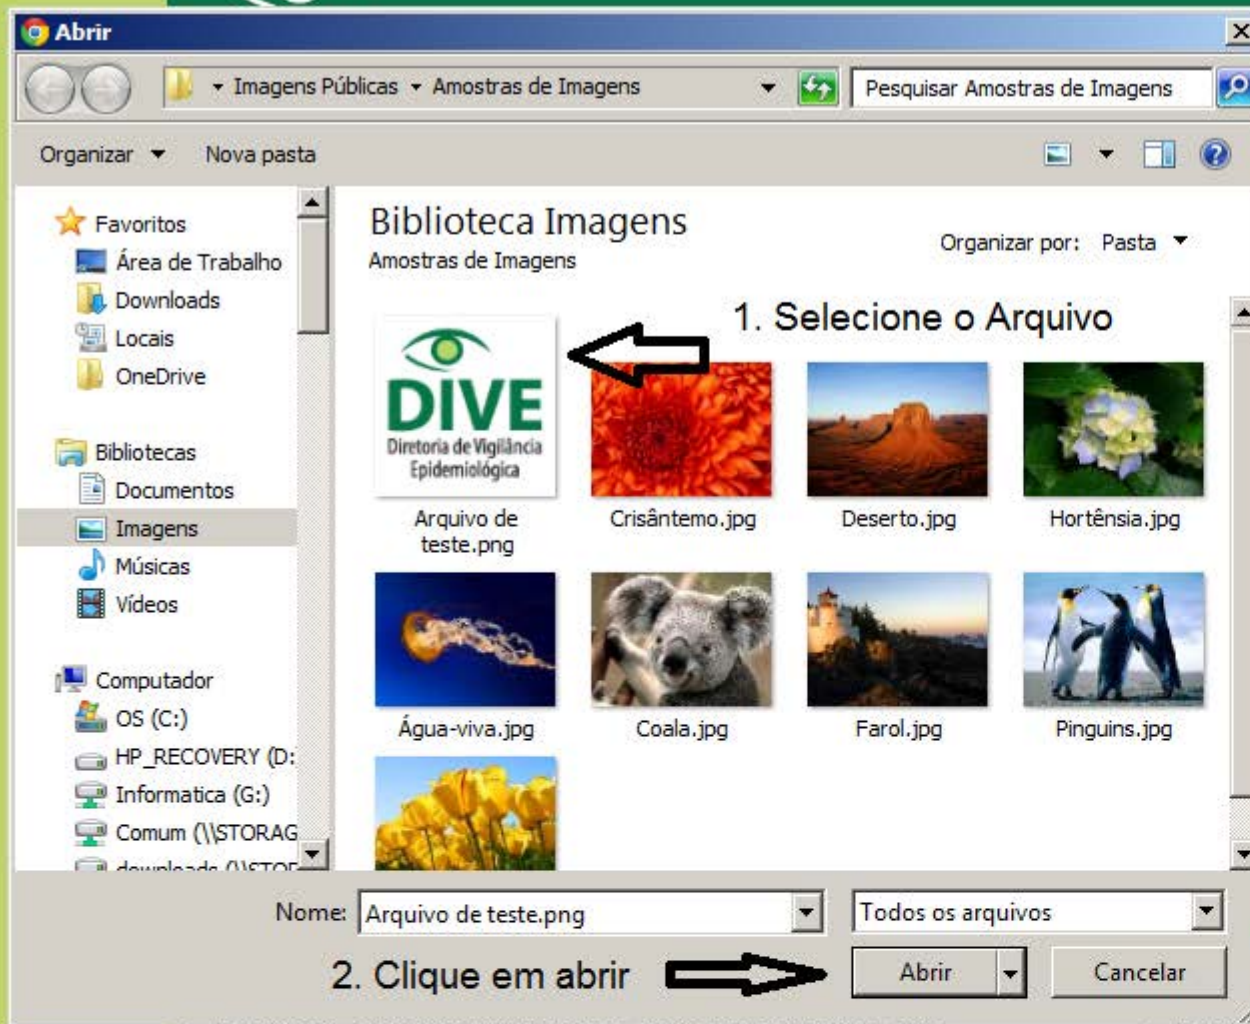 Abrir
Imagens Públicas Amostras de Imagens
Pesquisar Amostras de Imagens
Organizar Nova pasta
Favoritos
Área de Trabalho
Downloads
Locais
OneDrive
Bibliotecas
Documentos
Imagens
Músicas
Vídeos
Computador
OS (C:)
HP_RECOVERY (D:
Informatica (G:)
Comum (\\STORAG
Biblioteca Imagens
Amostras de Imagens
Organizar por: Pasta
1. Selecione o Arquivo
DIVE
Diretoria de Vigilância
Epidemiológica
Arquivo de
teste.png
Crisântemo.jpg
Deserto.jpg
Hortênsia.jpg
Água-viva.jpg
Coala.jpg
Farol.jpg
Pinguins.jpg
Nome: Arquivo de teste.png
Todos os arquivos
2. Clique em abrir
Abrir
Cancelar